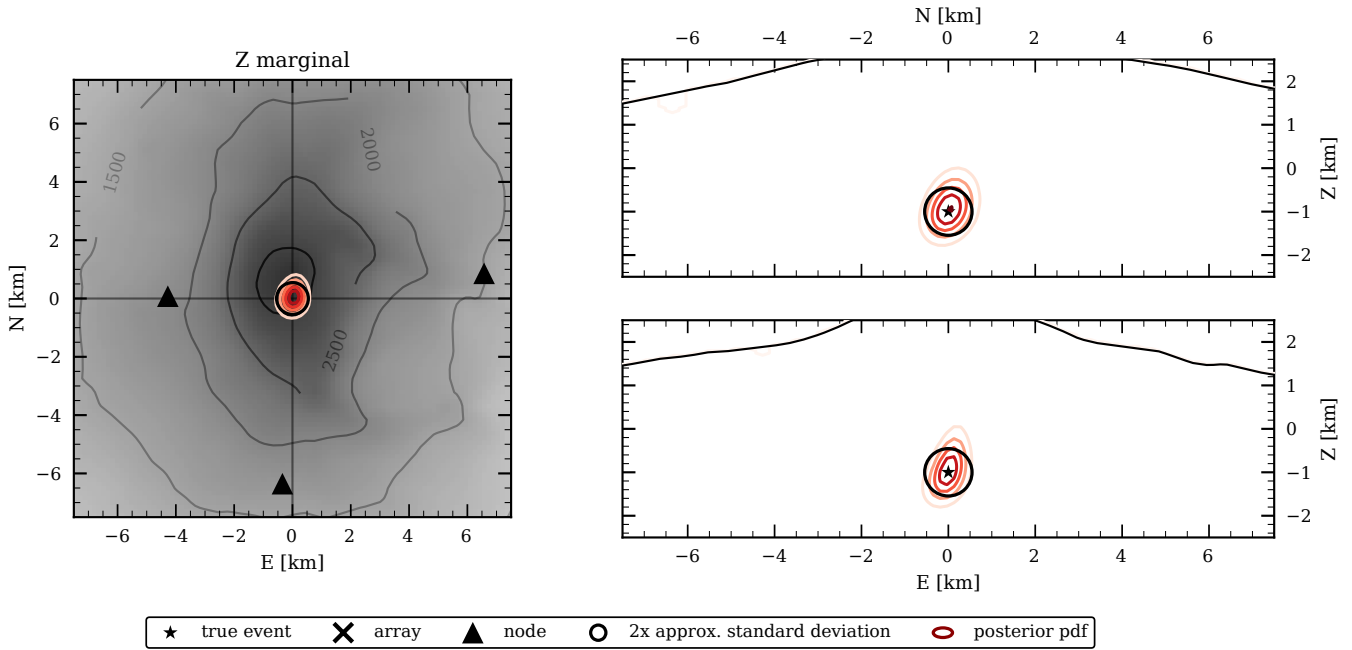 Z marginal
6
4
2
0
−2
−4
−6
N [km]
1500
2000
2500
−6 −4 −2 0 2 4 6
E [km]
N [km]
−6 −4 −2 0 2 4 6
2
1
0
−1
−2
Z [km]
2
1
0
−1
−2
Z [km]
−6 −4 −2 0 2 4 6
E [km]
true event array node 2x approx. standard deviation posterior pdf